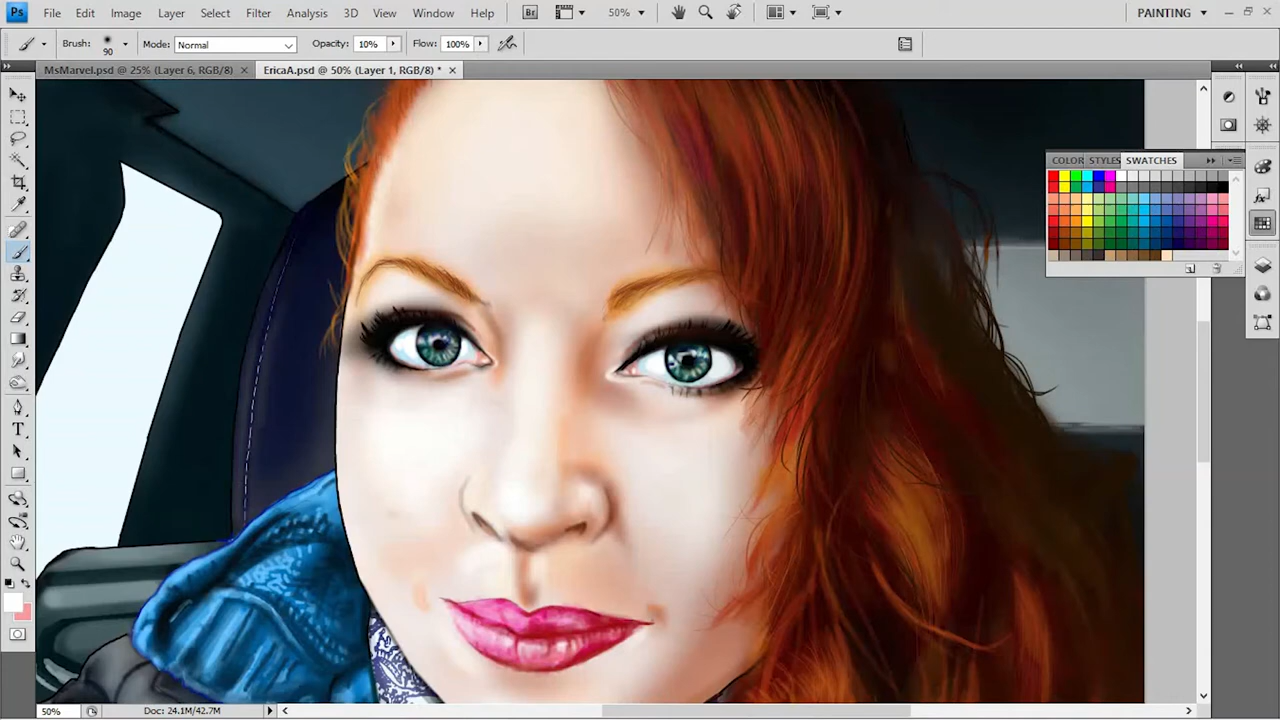 Ps File Edit Image Layer Select Filter Analysis 3D View Window Help Br 50% PAINTING
Brush: 90 Mode: Normal Opacity: 10% Flow: 100%
MsMarvel.psd @ 25% (Layer 6, RGB/8) EricaA.psd @ 50% (Layer 1, RGB/8) *
COLOR STYLES SWATCHES
T
50% Doc: 24.1M/42.7M